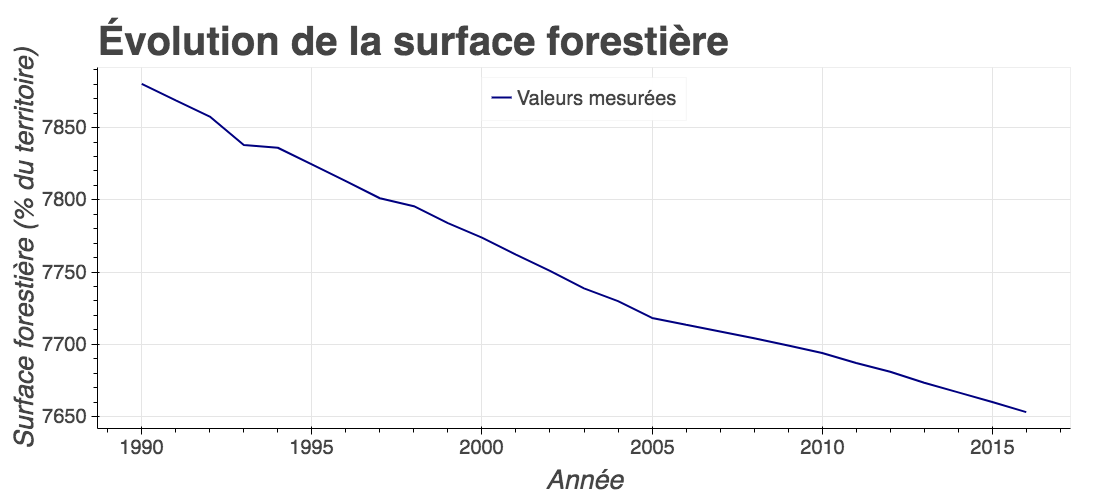 Évolution de la surface forestière
Surface forestière (% du territoire)
Valeurs mesurées
7850
7800
7750
7700
7650
1990 1995 2000 2005 2010 2015
Année